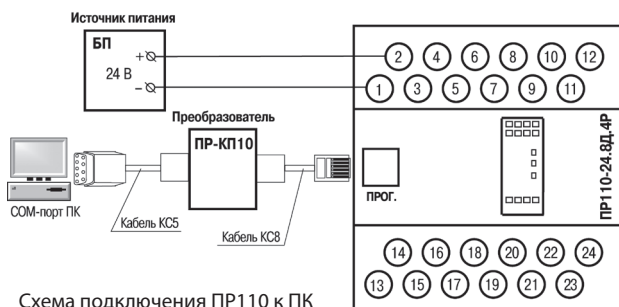 Источник питания
БП
24 В
+
−
2 4 6 8 10 12
1 3 5 7 9 11
Преобразователь
ПР-КП10
ПРОГ.
ПР110-24.8Д.4Р
COM-порт ПК
Кабель КС5
Кабель КС8
14 16 18 20 22 24
13 15 17 19 21 23
Схема подключения ПР110 к ПК